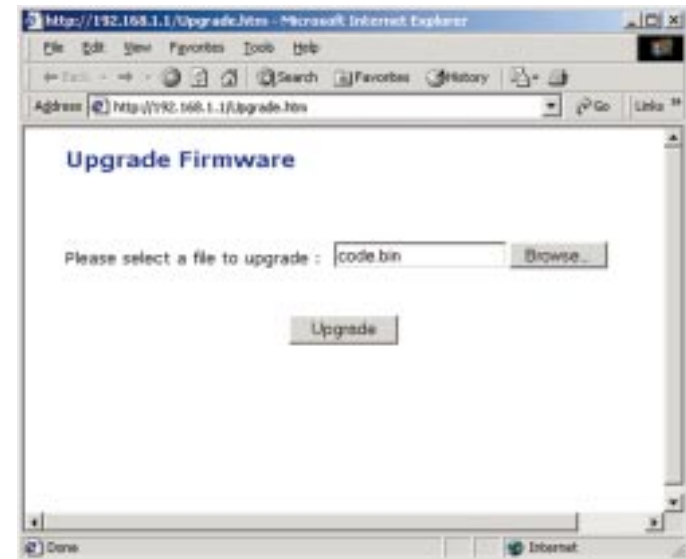 http://192.168.1.1/Upgrade.htm - Microsoft Internet Explorer
File Edit View Favorites Tools Help
Back Search Favorites History
Address http://192.168.1.1/Upgrade.htm Go Links »
Upgrade Firmware
Please select a file to upgrade : code.bin Browse...
Upgrade
Done Internet